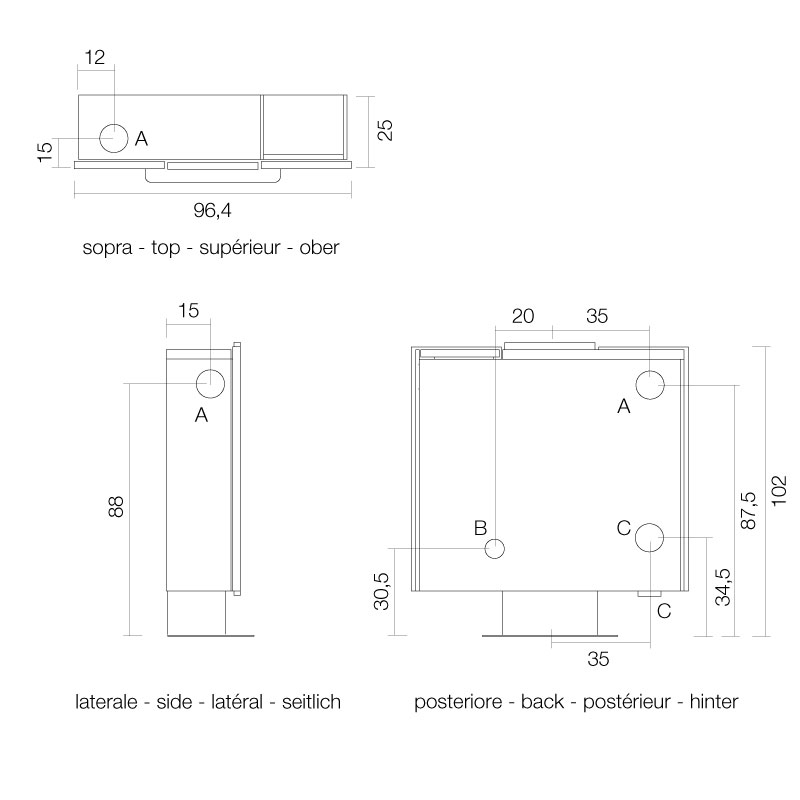 12
A
15
25
96,4
sopra - top - supérieur - ober
15
A
88
laterale - side - latéral - seitlich
20 35
A
B
C
C
30,5
34,5
87,5
102
35
posteriore - back - postérieur - hinter